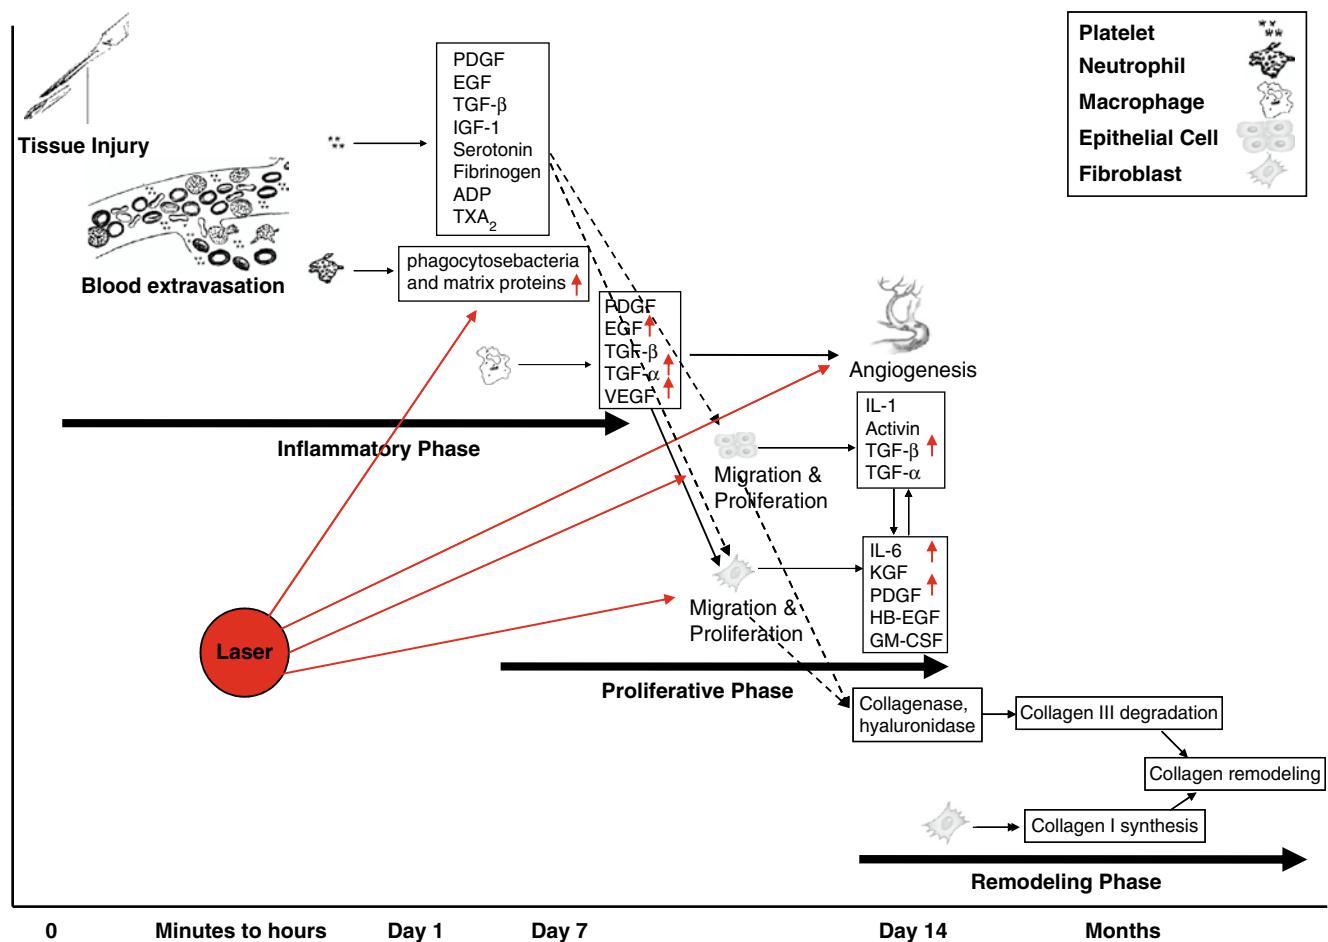 Tissue Injury
Blood extravasation
PDGF
EGF
TGF-β
IGF-1
Serotonin
Fibrinogen
ADP
TXA2
phagocytosebacteria
and matrix proteins
PDGF
EGF
TGF-β
TGF-α
VEGF
Platelet
Neutrophil
Macrophage
Epithelial Cell
Fibroblast
Angiogenesis
Inflammatory Phase
Migration &
Proliferation
IL-1
Activin
TGF-β
TGF-α
Migration &
Proliferation
IL-6
KGF
PDGF
HB-EGF
GM-CSF
Laser
Proliferative Phase
Collagenase,
hyaluronidase
Collagen III degradation
Collagen remodeling
Collagen I synthesis
Remodeling Phase
0
Minutes to hours
Day 1
Day 7
Day 14
Months